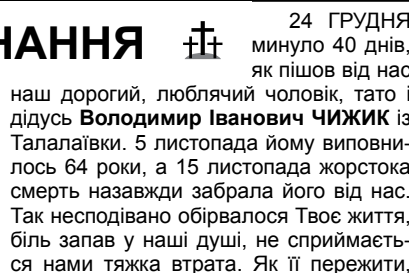 НАННЯ
24 ГРУДНЯ
минуло 40 днів,
як пішов від нас
наш дорогий, люблячий чоловік, тато і
дідусь Володимир Іванович ЧИЖИК із
Талалаївки. 5 листопада йому виповни-
лось 64 роки, а 15 листопада жорстока
смерть назавжди забрала його від нас.
Так несподівано обірвалося Твоє життя,
біль запав у наші душі, не сприймаєть-
ся нами тяжка втрата. Як її пережити,